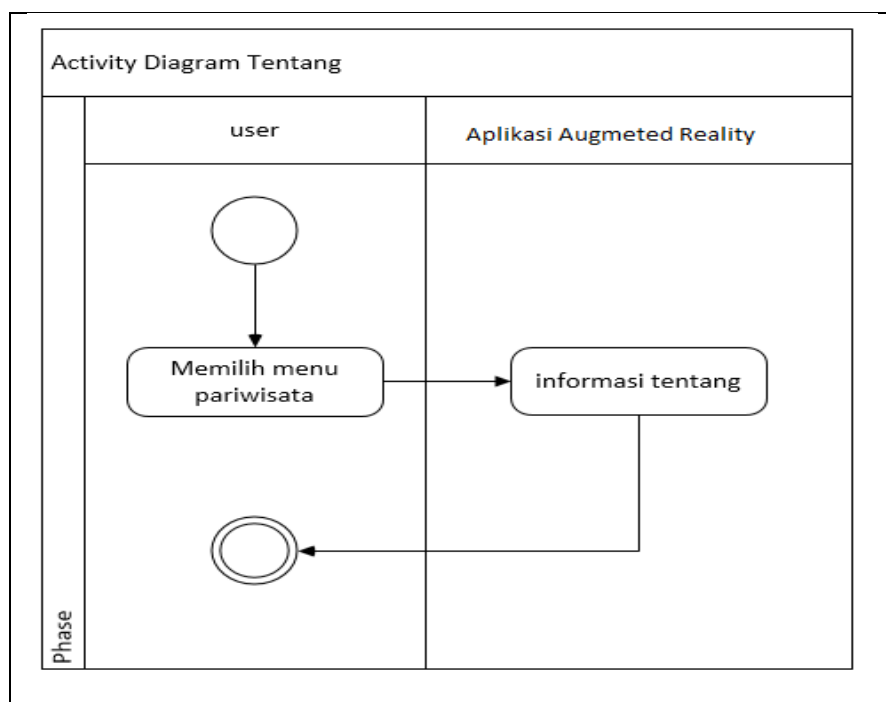 Activity Diagram Tentang
user
Aplikasi Augmeted Reality
Memilih menu
pariwisata
informasi tentang
Phase